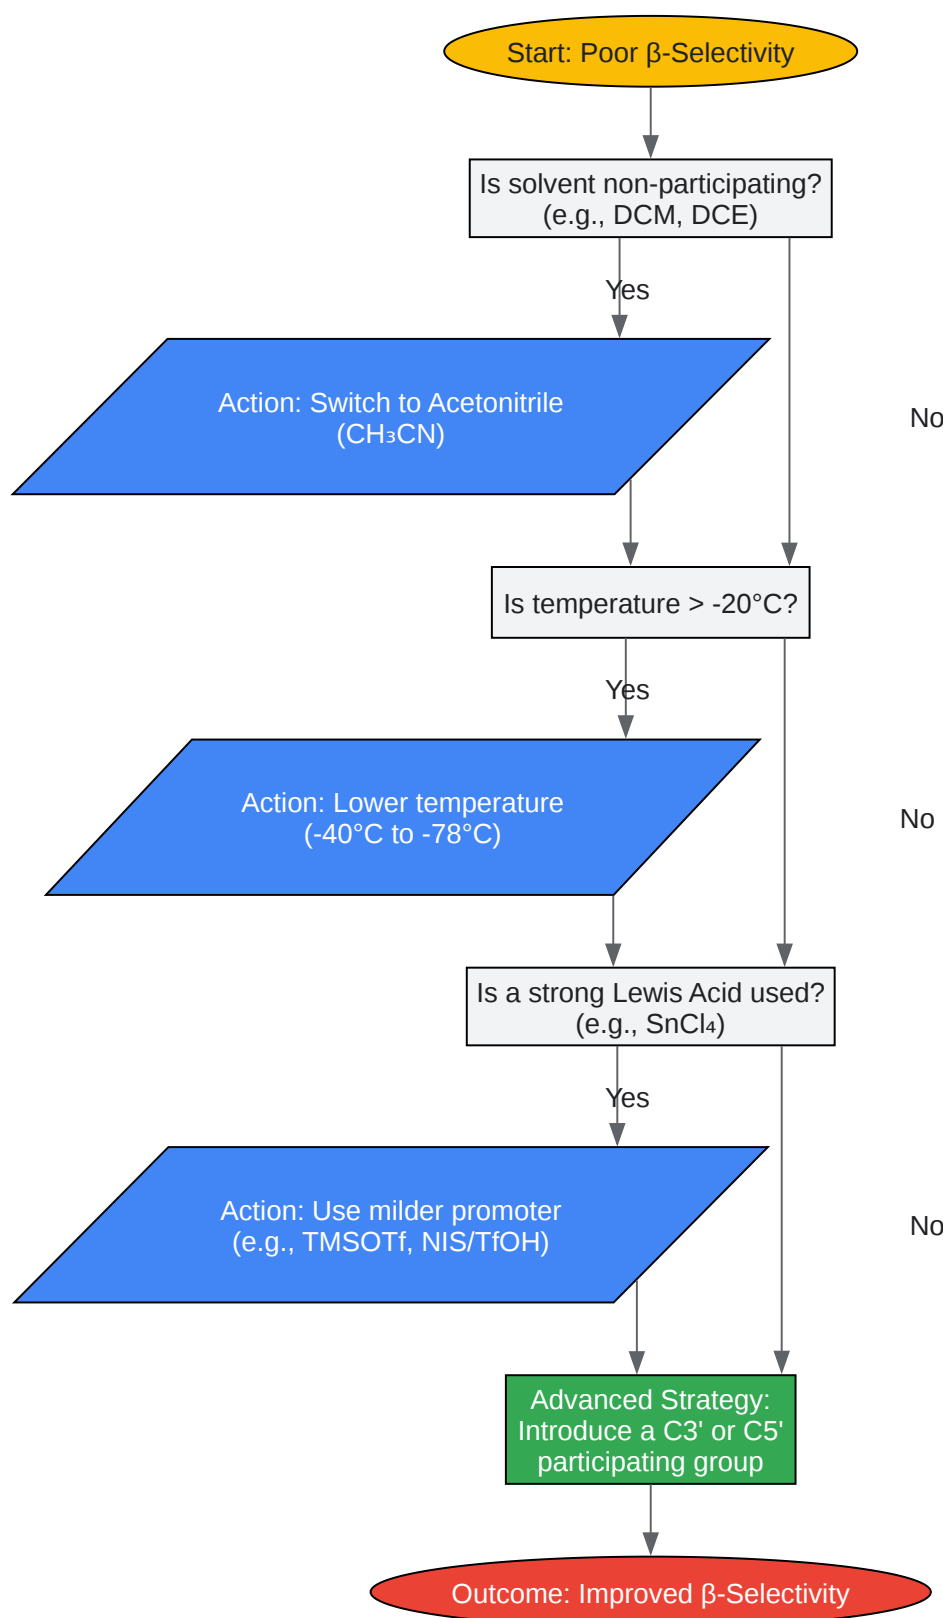 Start: Poor β-Selectivity
Is solvent non-participating?
(e.g., DCM, DCE)
Yes
Action: Switch to Acetonitrile
(CH₃CN)
No
Is temperature > -20°C?
Yes
Action: Lower temperature
(-40°C to -78°C)
No
Is a strong Lewis Acid used?
(e.g., SnCl₄)
Yes
Action: Use milder promoter
(e.g., TMSOTf, NIS/TfOH)
No
Advanced Strategy:
Introduce a C3' or C5'
participating group
Outcome: Improved β-Selectivity